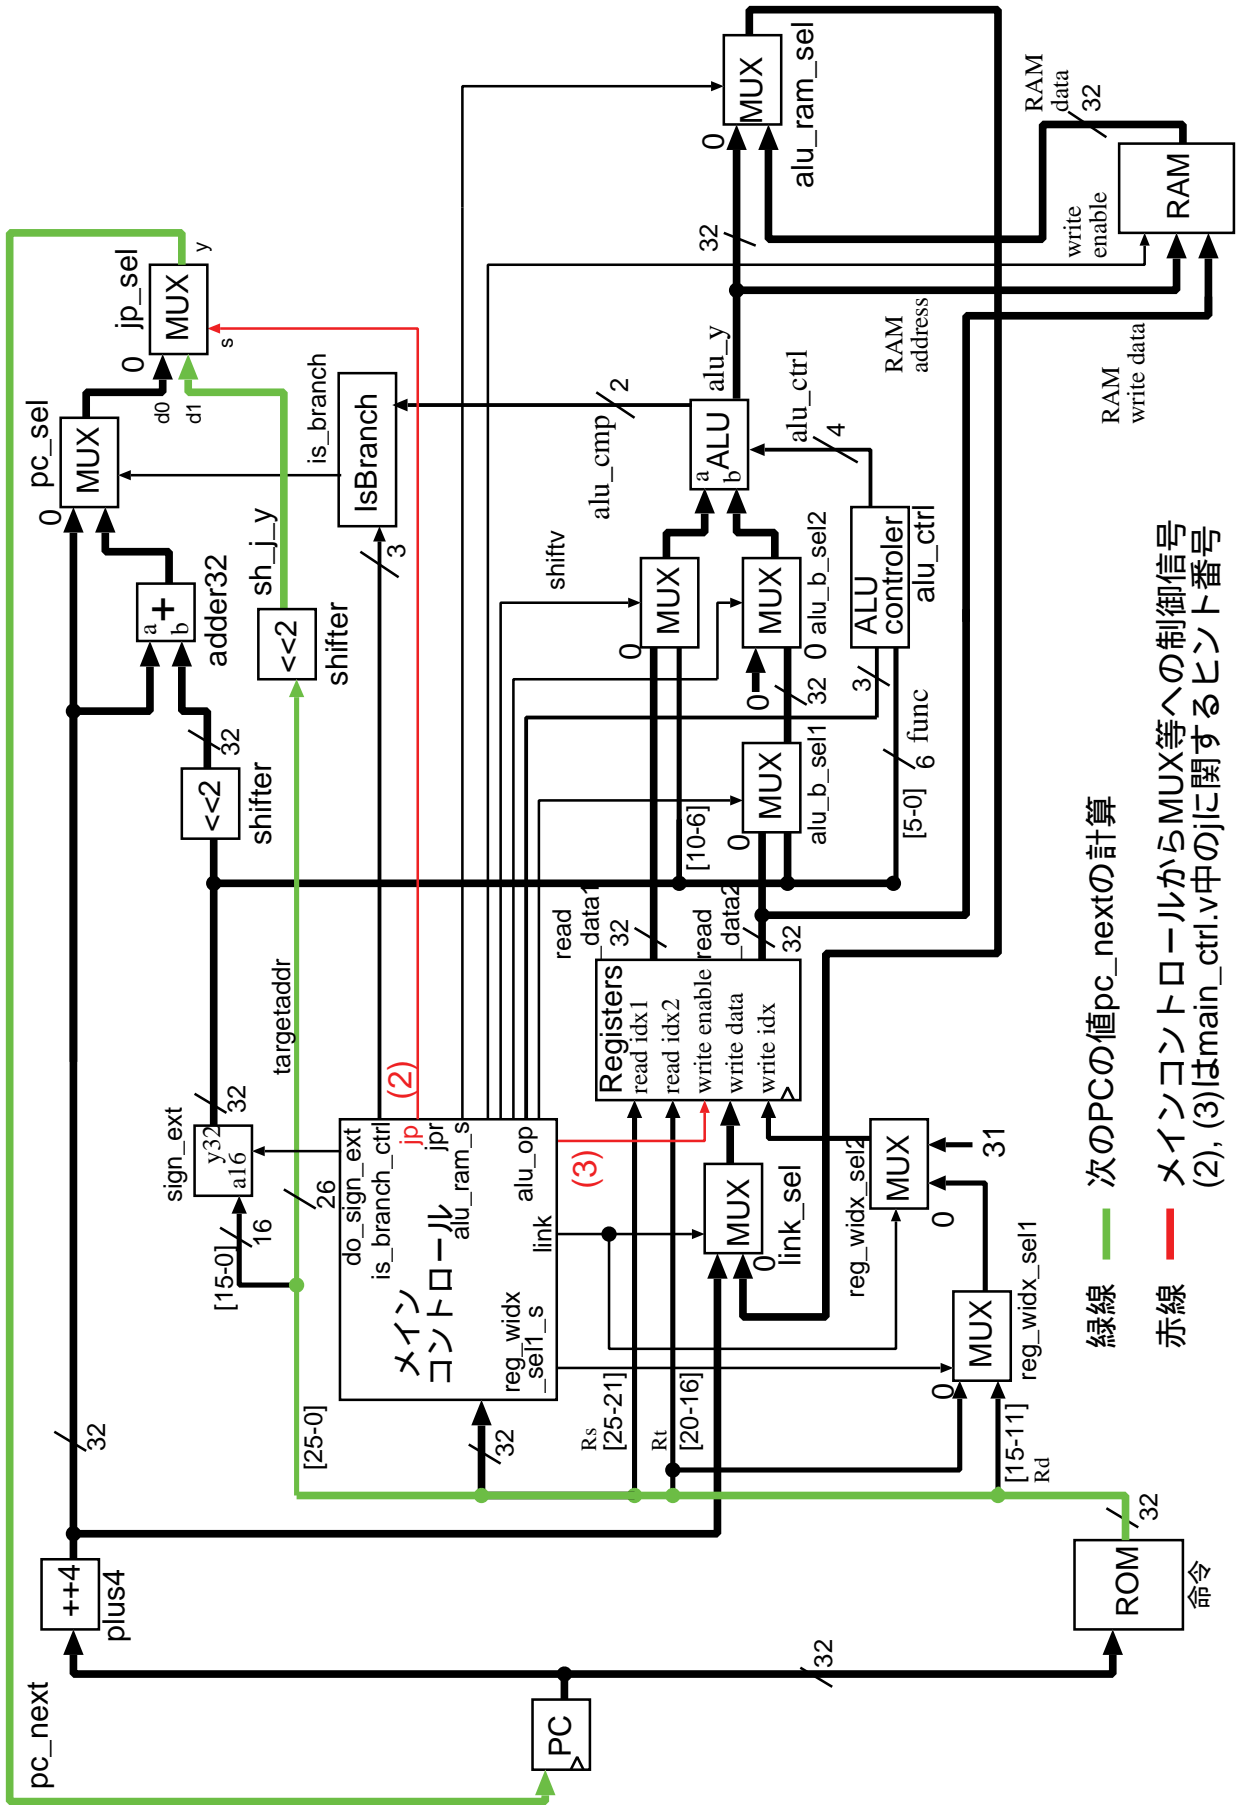 pc_next
++4
plus4
PC
32
ROM
命令
32
32
[25-0]
[15-0]
16
26
targetaddr
sign_ext
a16
y32
32
<<2
shifter
32
a
b
+
adder32
<<2
shifter
sh_j_y
0
MUX
pc_sel
0
d0
d1
MUX
jp_sel
s
y
is_branch
IsBranch
3
メイン
コントロール
do_sign_ext
is_branch_ctrl
jp
jpr
alu_ram_s
alu_op
link
reg_widx
_sel1_s
(2)
(3)
32
Rs
[25-21]
Rt
[20-16]
[15-11]
Rd
0
MUX
reg_widx_sel1
0
31
MUX
reg_widx_sel2
0
MUX
link_sel
Registers
read idx1
read idx2
write enable
write data
write idx
read
_data1
32
read
_data2
32
[10-6]
0
MUX
alu_b_sel1
32
0
0
MUX
alu_b_sel2
0
MUX
shiftv
[5-0]
6
func
3
ALU
controler
alu_ctrl
alu_ctrl
4
a
b
ALU
alu_cmp
2
alu_y
32
0
MUX
alu_ram_sel
RAM
address
RAM
write data
write
enable
RAM
RAM
data
32
緑線
次のPCの値pc_nextの計算
赤線
メインコントロールからMUX等への制御信号
(2), (3)はmain_ctrl.v中のjに関するヒント番号